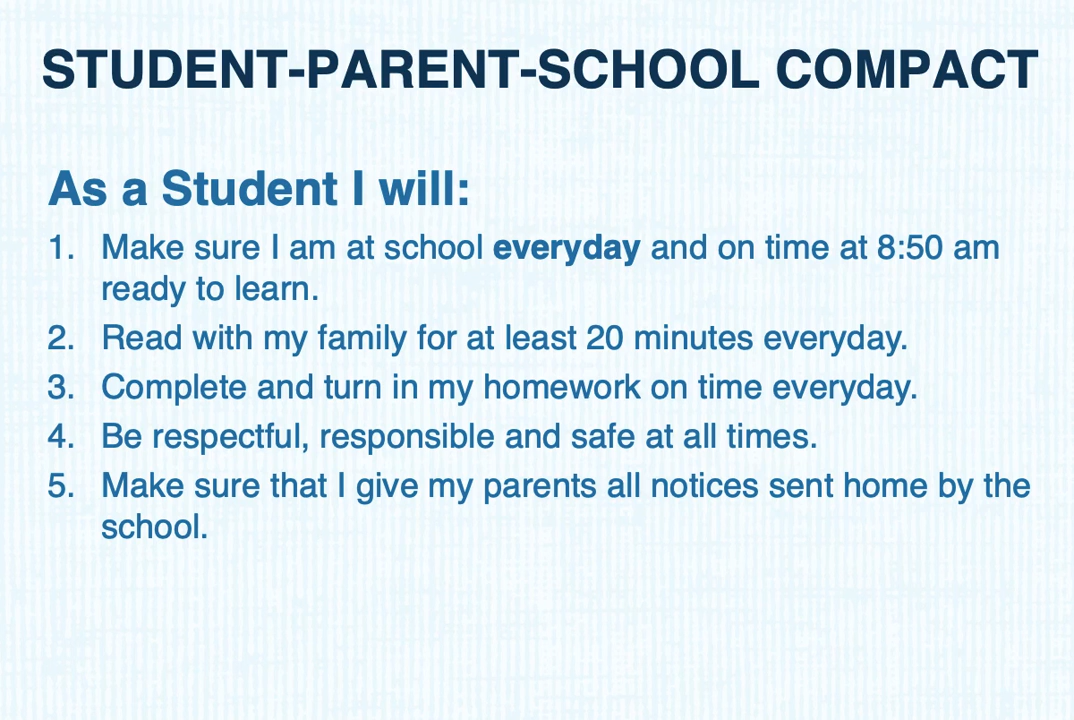 STUDENT-PARENT-SCHOOL COMPACT
As a Student I will:
1. Make sure I am at school everyday and on time at 8:50 am
ready to learn.
2. Read with my family for at least 20 minutes everyday.
3. Complete and turn in my homework on time everyday.
4. Be respectful, responsible and safe at all times.
5. Make sure that I give my parents all notices sent home by the
school.